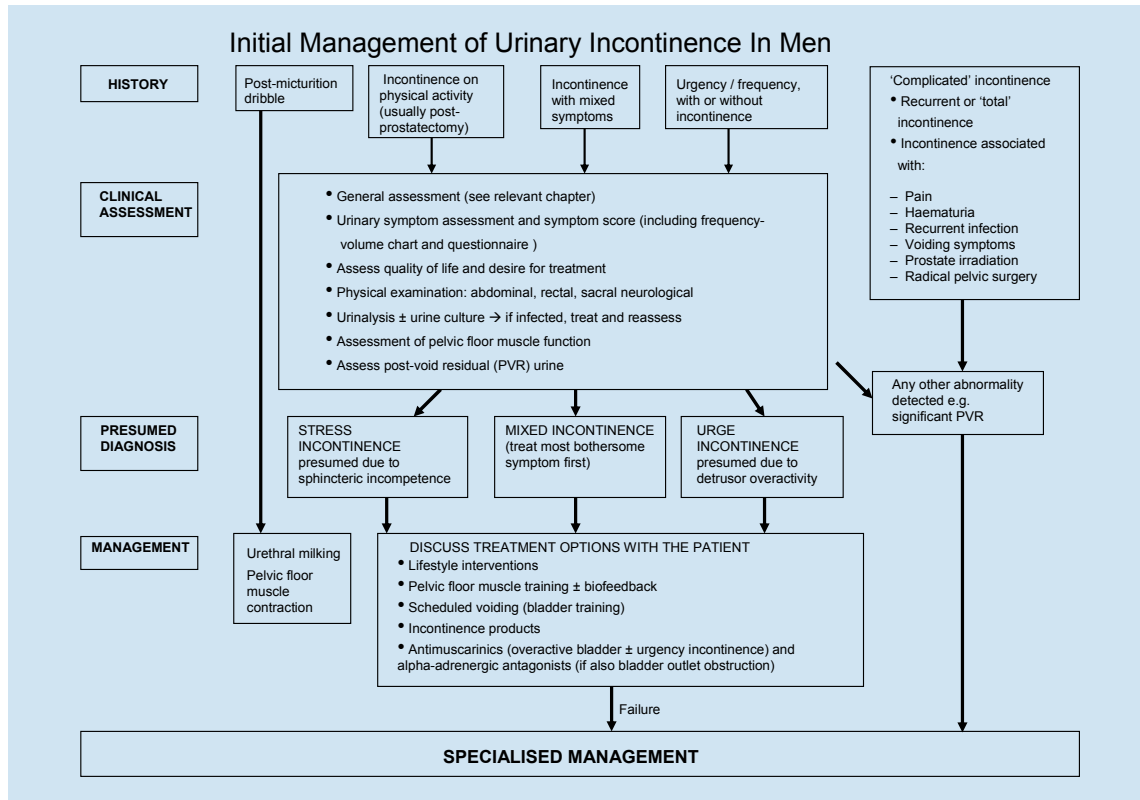 Initial Management of Urinary Incontinence In Men
HISTORY
Post-micturition
dribble
Incontinence on
physical activity
(usually post-
prostatectomy)
Incontinence
with mixed
symptoms
Urgency / frequency,
with or without
incontinence
‘Complicated’ incontinence
• Recurrent or ‘total’
incontinence
• Incontinence associated
with:
– Pain
– Haematuria
– Recurrent infection
– Voiding symptoms
– Prostate irradiation
– Radical pelvic surgery
CLINICAL
ASSESSMENT
• General assessment (see relevant chapter)
• Urinary symptom assessment and symptom score (including frequency-
volume chart and questionnaire )
• Assess quality of life and desire for treatment
• Physical examination: abdominal, rectal, sacral neurological
• Urinalysis ± urine culture → if infected, treat and reassess
• Assessment of pelvic floor muscle function
• Assess post-void residual (PVR) urine
Any other abnormality
detected e.g.
significant PVR
PRESUMED
DIAGNOSIS
STRESS
INCONTINENCE
presumed due to
sphincteric incompetence
MIXED INCONTINENCE
(treat most bothersome
symptom first)
URGE
INCONTINENCE
presumed due to
detrusor overactivity
MANAGEMENT
Urethral milking
Pelvic floor
muscle
contraction
DISCUSS TREATMENT OPTIONS WITH THE PATIENT
• Lifestyle interventions
• Pelvic floor muscle training ± biofeedback
• Scheduled voiding (bladder training)
• Incontinence products
• Antimuscarinics (overactive bladder ± urgency incontinence) and
alpha-adrenergic antagonists (if also bladder outlet obstruction)
Failure
SPECIALISED MANAGEMENT